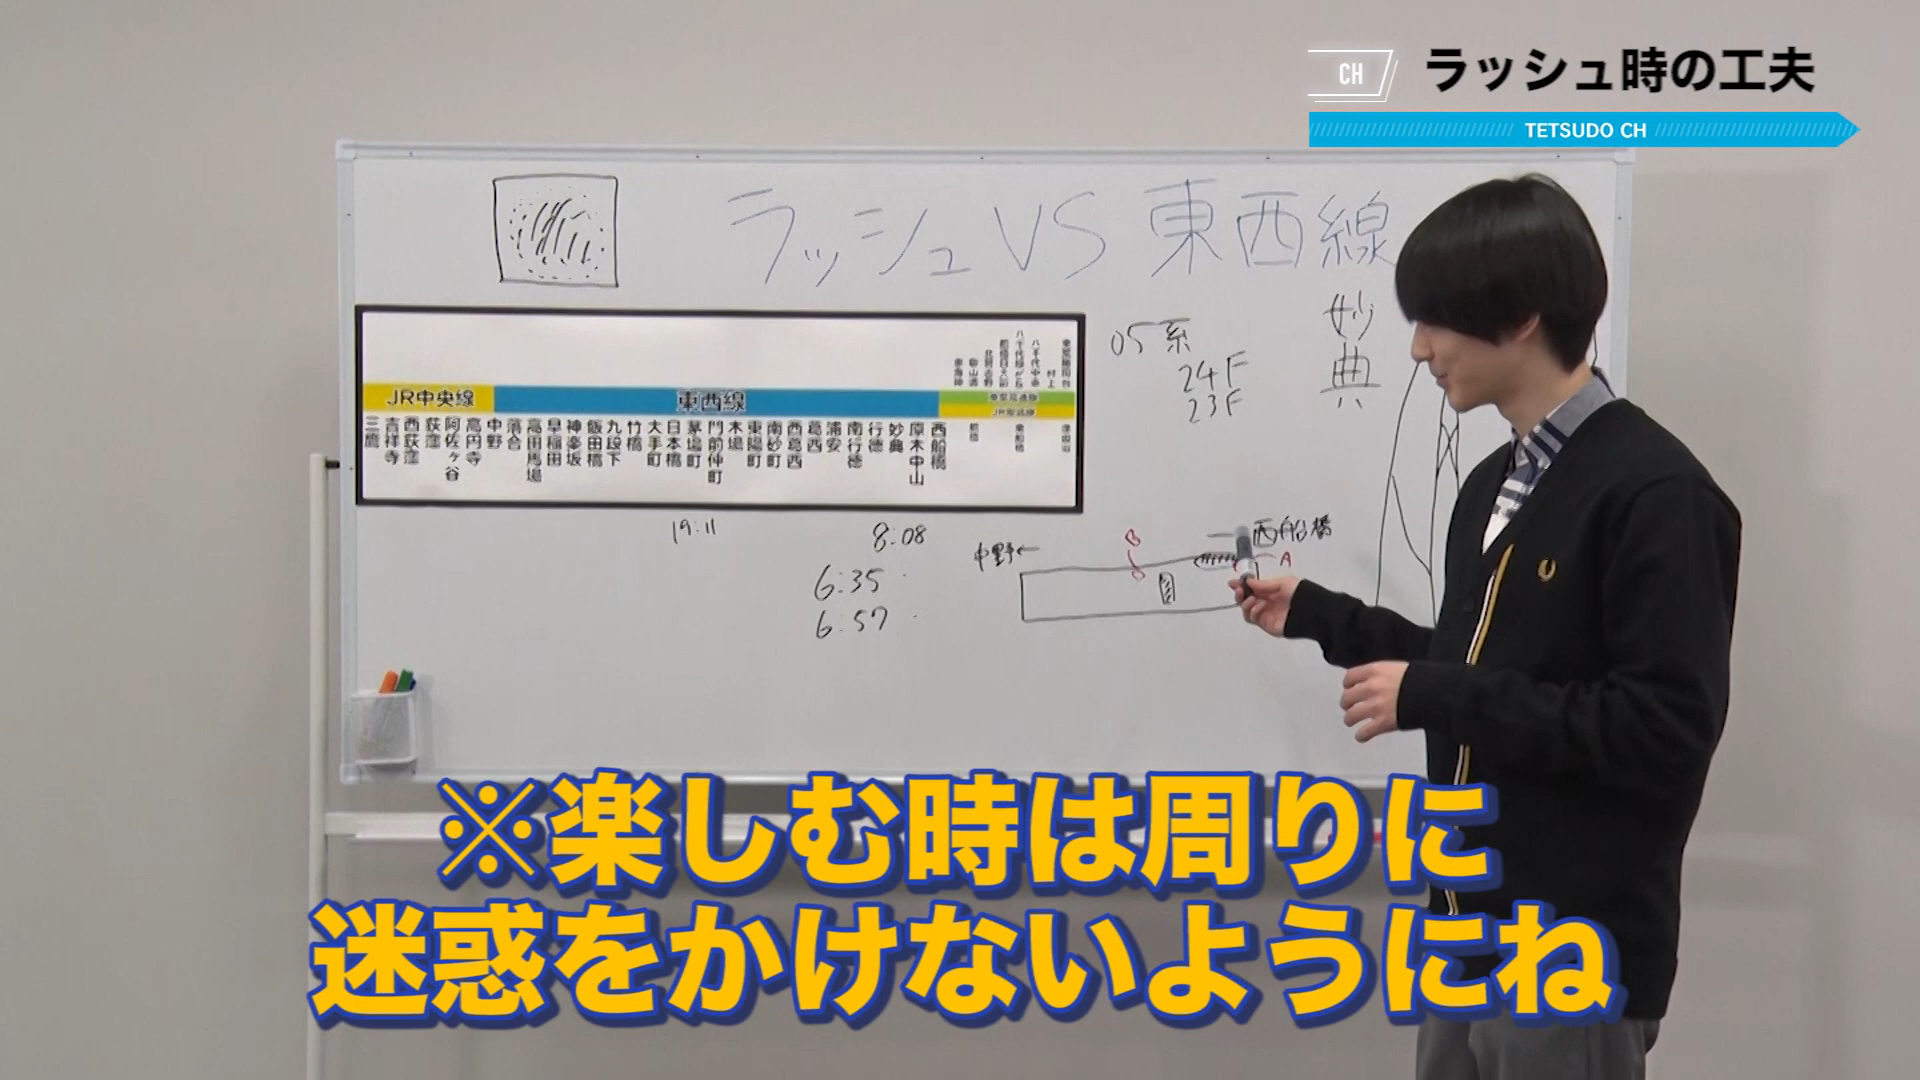 CH
ラッシュ時の工夫
TETSUDO CH
ラッシュVS東西線
妙典
05系
24F
23F
JR中央線
東西線
三鷹
吉祥寺
西荻窪
荻窪
阿佐ヶ谷
高円寺
中野
落合
高田馬場
早稲田
神楽坂
飯田橋
九段下
竹橋
大手町
日本橋
茅場町
門前仲町
木場
東陽町
南砂町
西葛西
葛西
浦安
南行徳
行徳
妙典
原木中山
西船橋
19:11
8:08
6:35
6:57
中野←
B
西船橋
A
※楽しむ時は周りに
迷惑をかけないようにね